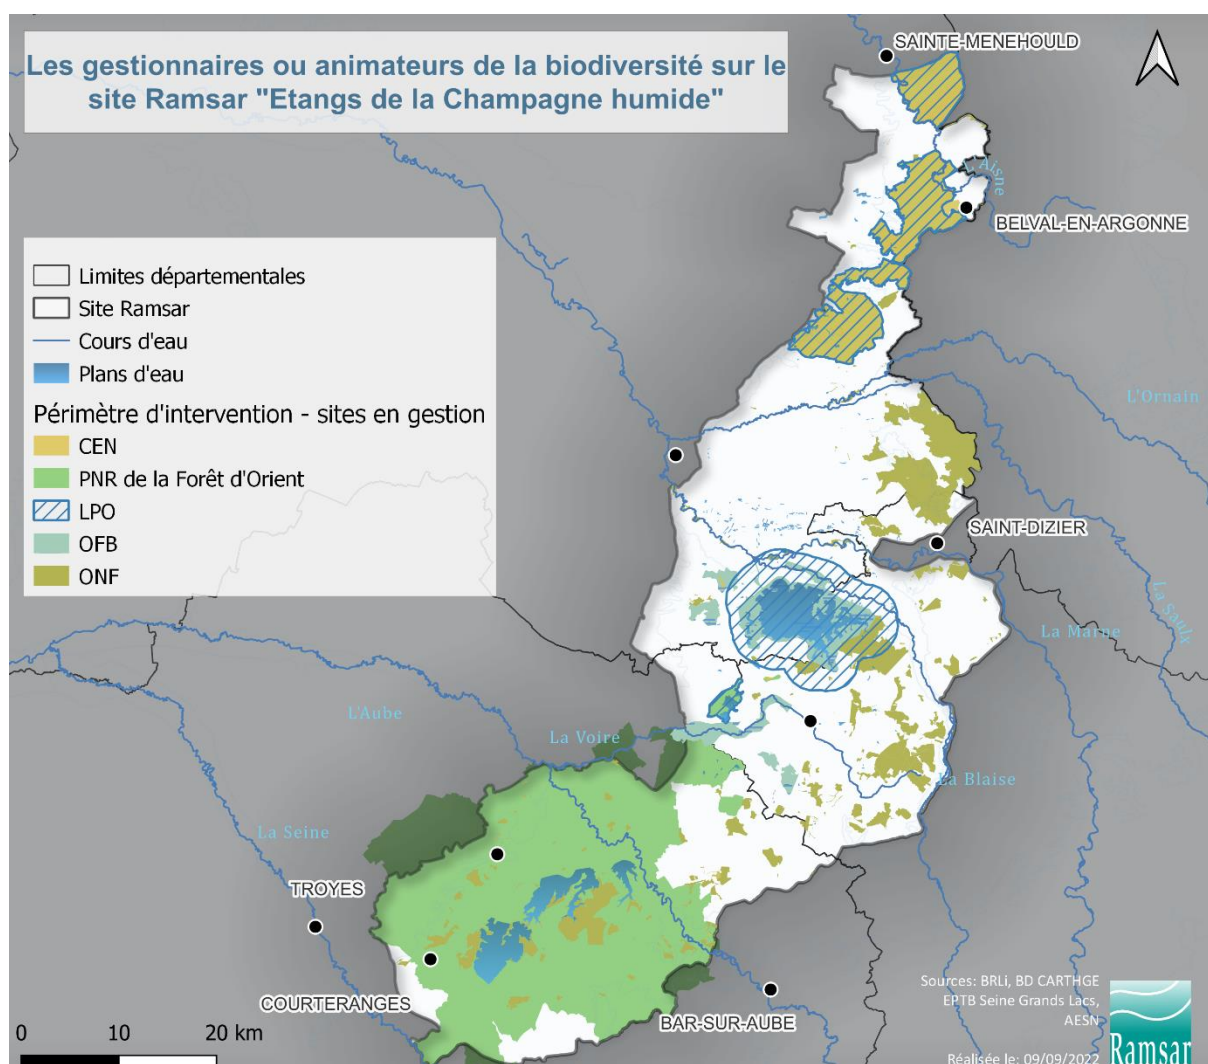 Les gestionnaires ou animateurs de la biodiversité sur le
site Ramsar "Etangs de la Champagne humide"
SAINTE-MENEHOULD
L'Aisne
BELVAL-EN-ARGONNE
Limites départementales
Site Ramsar
Cours d'eau
Plans d'eau
Périmètre d'intervention - sites en gestion
CEN
PNR de la Forêt d'Orient
LPO
OFB
ONF
L'Ornain
SAINT-DIZIER
La Saulx
La Marne
L'Aube
La Voire
La Blaise
La Seine
TROYES
COURTERANGES
BAR-SUR-AUBE
0 10 20 km
Sources: BRLi, BD CARTHGE
EPTB Seine Grands Lacs,
AESN
Réalisée le: 09/09/2022
Ramsar